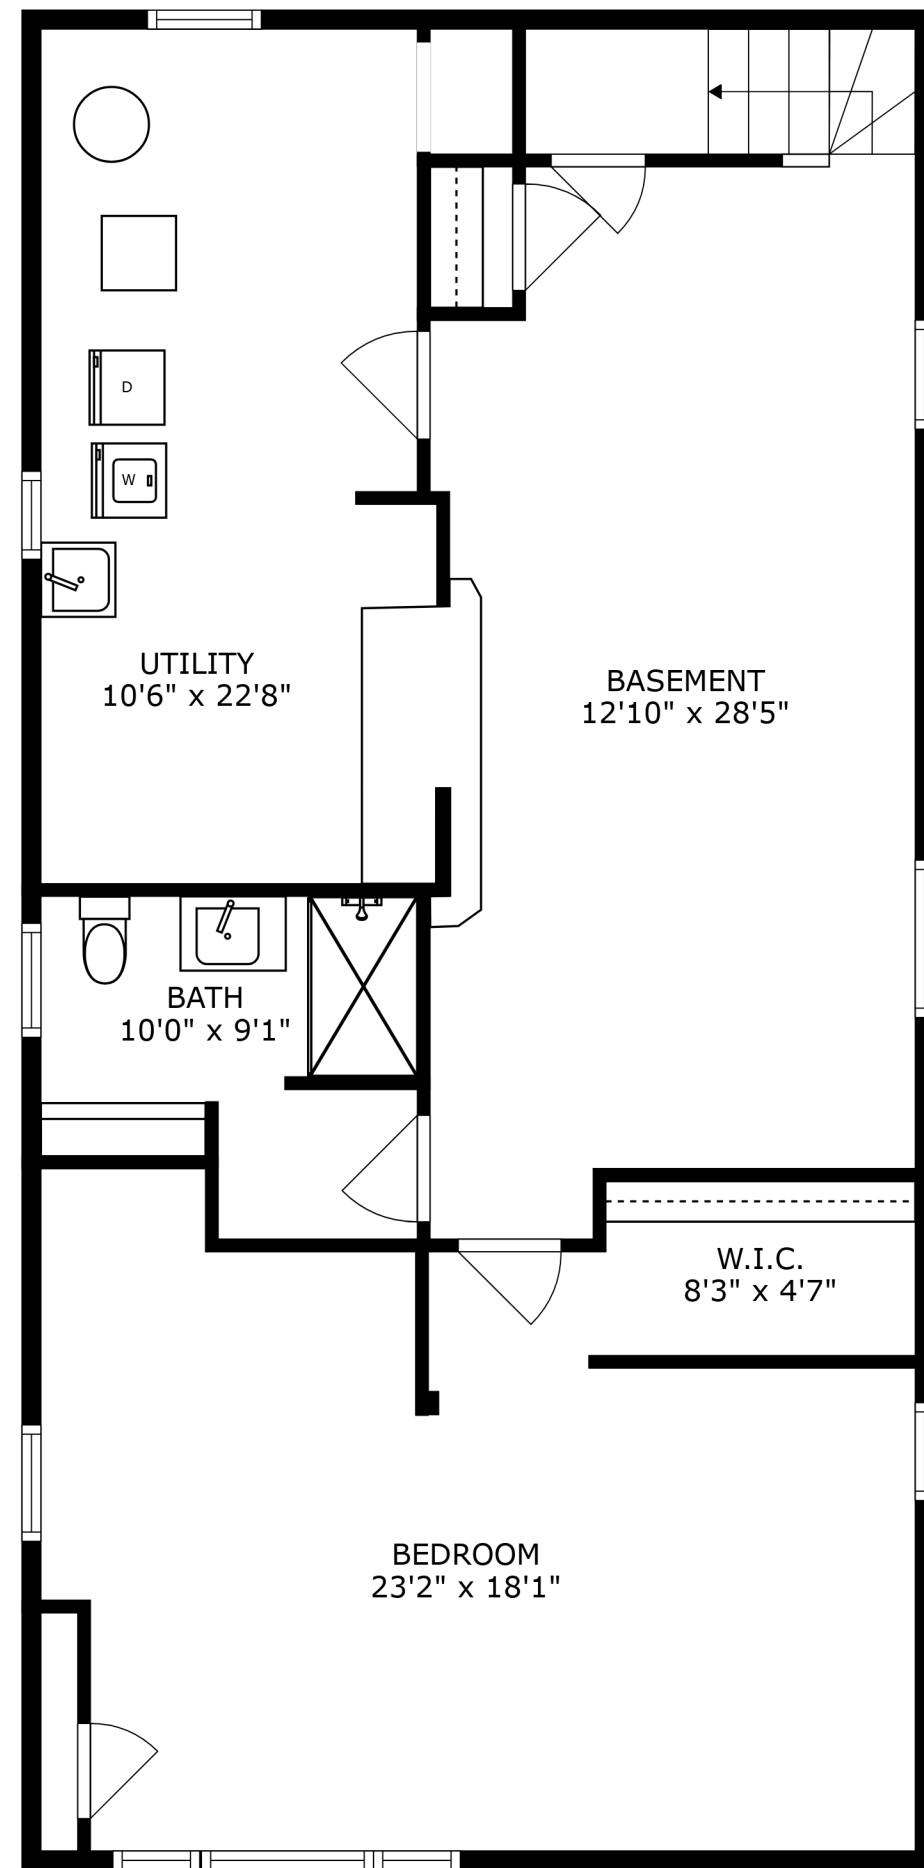 D
W
UTILITY
10'6" x 22'8"
BASEMENT
12'10" x 28'5"
BATH
10'0" x 9'1"
W.I.C.
8'3" x 4'7"
BEDROOM
23'2" x 18'1"